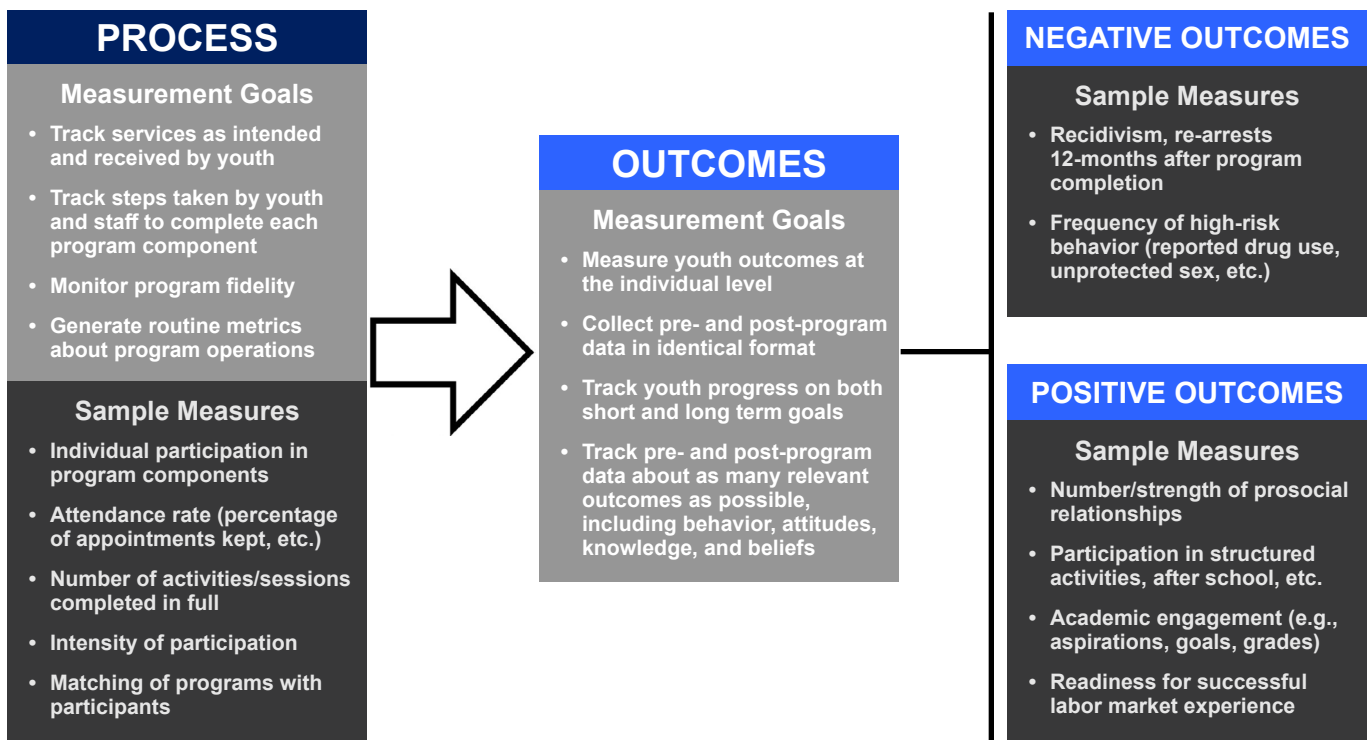 PROCESS
Measurement Goals
• Track services as intended
and received by youth
• Track steps taken by youth
and staff to complete each
program component
• Monitor program fidelity
• Generate routine metrics
about program operations
Sample Measures
• Individual participation in
program components
• Attendance rate (percentage
of appointments kept, etc.)
• Number of activities/sessions
completed in full
• Intensity of participation
• Matching of programs with
participants
OUTCOMES
Measurement Goals
• Measure youth outcomes at
the individual level
• Collect pre- and post-program
data in identical format
• Track youth progress on both
short and long term goals
• Track pre- and post-program
data about as many relevant
outcomes as possible,
including behavior, attitudes,
knowledge, and beliefs
NEGATIVE OUTCOMES
Sample Measures
• Recidivism, re-arrests
12-months after program
completion
• Frequency of high-risk
behavior (reported drug use,
unprotected sex, etc.)
POSITIVE OUTCOMES
Sample Measures
• Number/strength of prosocial
relationships
• Participation in structured
activities, after school, etc.
• Academic engagement (e.g.,
aspirations, goals, grades)
• Readiness for successful
labor market experience